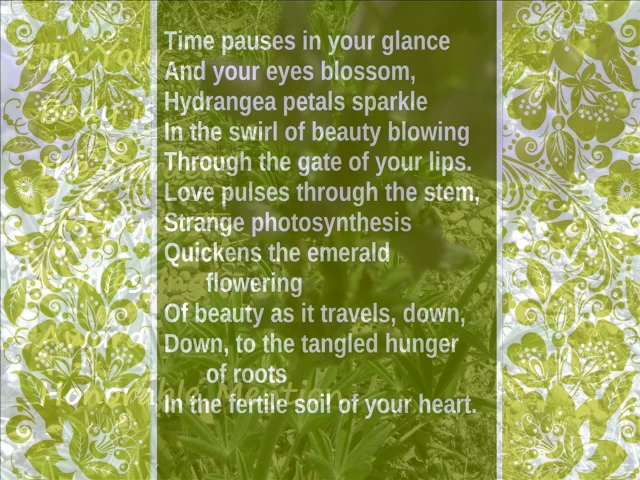 Time pauses in your glance
And your eyes blossom,
Hydrangea petals sparkle
In the swirl of beauty blowing
Through the gate of your lips.
Love pulses through the stem,
Strange photosynthesis
Quickens the emerald
flowering
Of beauty as it travels, down,
Down, to the tangled hunger
of roots
In the fertile soil of your heart.